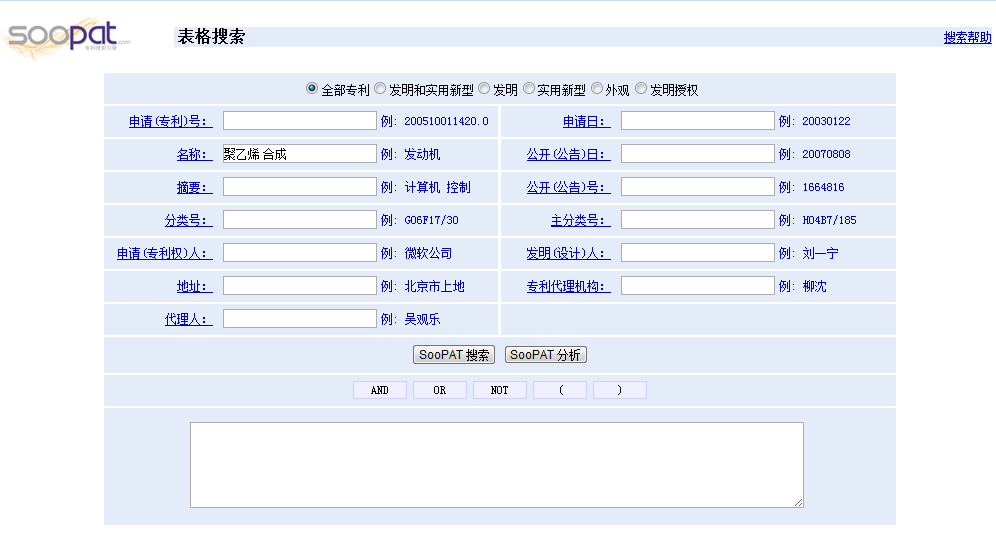 soopat.com
专利搜索引擎
表格搜索 搜索帮助
全部专利 发明和实用新型 发明 实用新型 外观 发明授权
申请(专利)号: 例: 200510011420.0 申请日: 例: 20030122
名称: 聚乙烯 合成 例: 发动机 公开(公告)日: 例: 20070808
摘要: 例: 计算机 控制 公开(公告)号: 例: 1664816
分类号: 例: G06F17/30 主分类号: 例: H04B7/185
申请(专利权)人: 例: 微软公司 发明(设计)人: 例: 刘一宁
地址: 例: 北京市上地 专利代理机构: 例: 柳沈
代理人: 例: 吴观乐
SooPAT 搜索 SooPAT 分析
AND OR NOT ( )